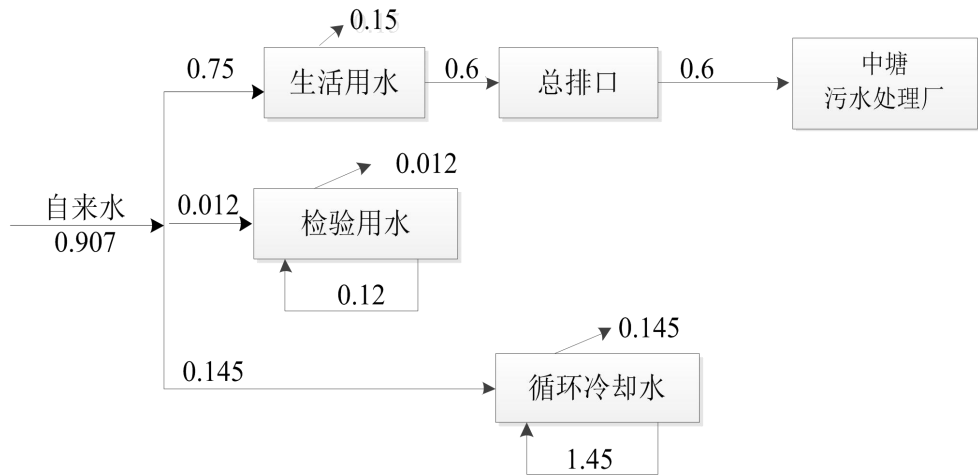 0.15
0.75
生活用水
0.6
总排口
0.6
中塘
污水处理厂
0.012
自来水
0.907
0.012
检验用水
0.12
0.145
0.145
循环冷却水
1.45